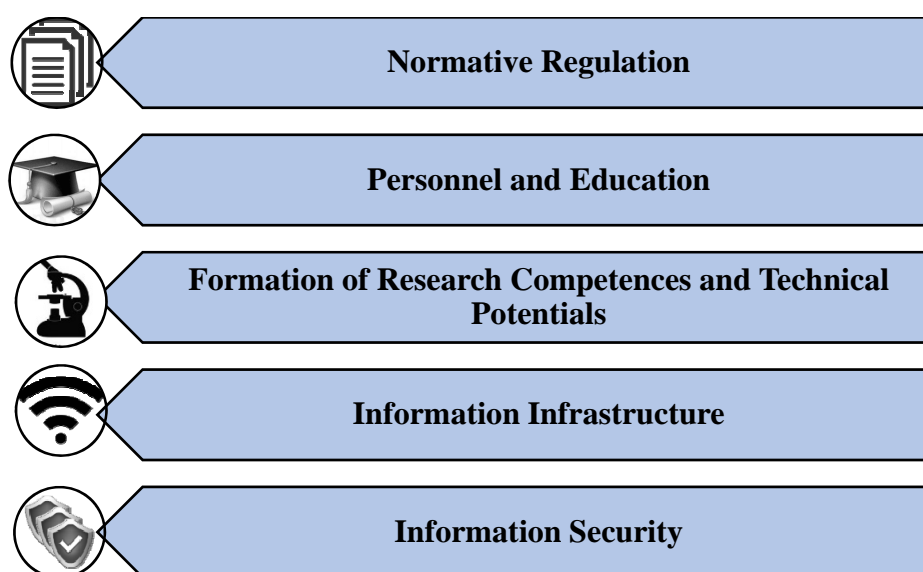 Normative Regulation
Personnel and Education
Formation of Research Competences and Technical
Potentials
Information Infrastructure
Information Security